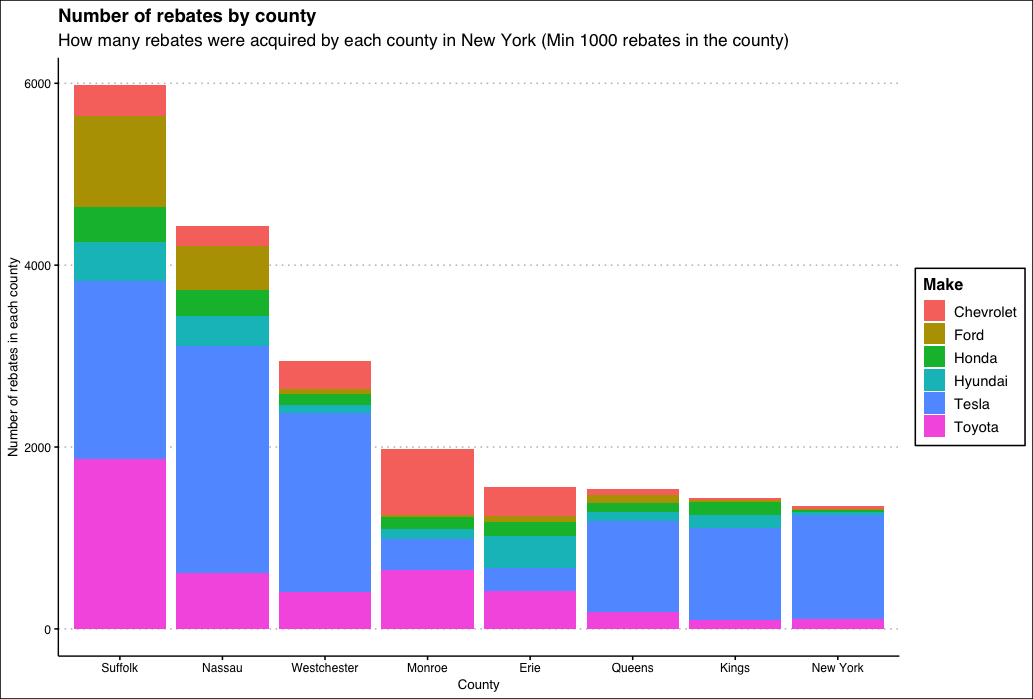 Number of rebates by county
How many rebates were acquired by each county in New York (Min 1000 rebates in the county)
Number of rebates in each county
6000
4000
2000
0
Suffolk
Nassau
Westchester
Monroe
Erie
Queens
Kings
New York
County
Make
Chevrolet
Ford
Honda
Hyundai
Tesla
Toyota